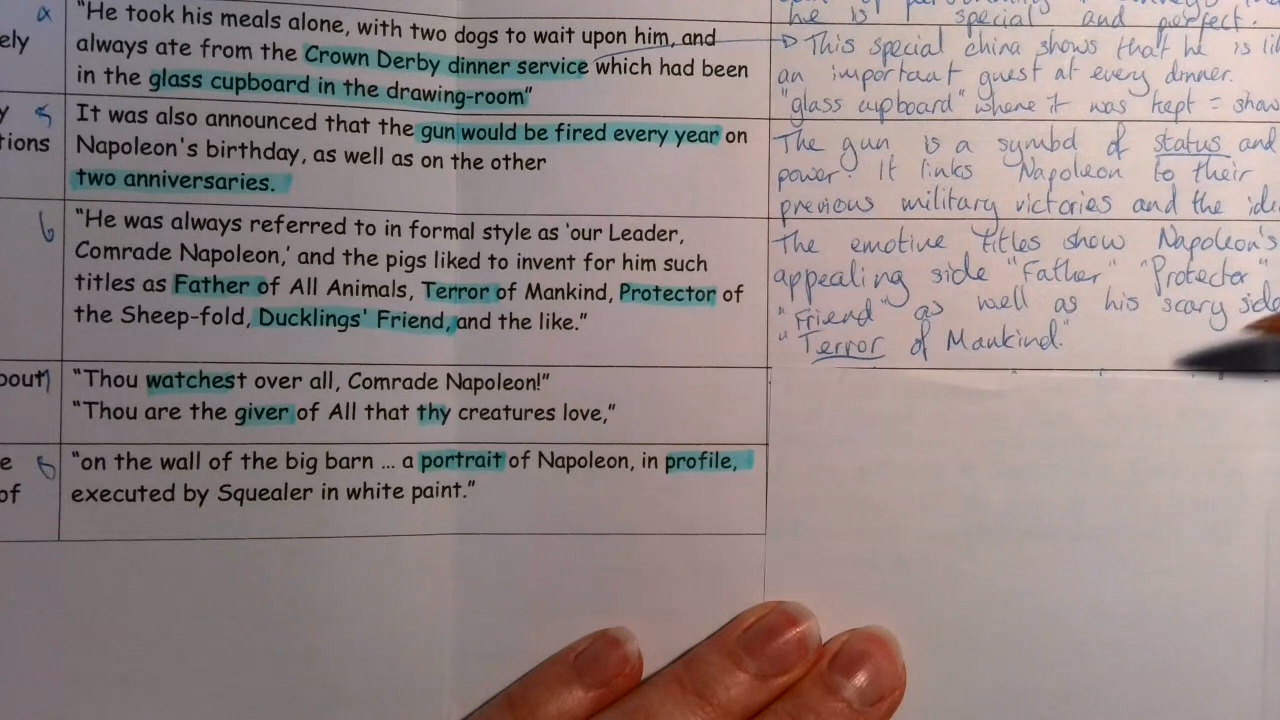 a
"He took his meals alone, with two dogs to wait upon him, and
ely
always ate from the Crown Derby dinner service which had been
in the glass cupboard in the drawing-room"
It was also announced that the gun would be fired every year on
tions
Napoleon's birthday, as well as on the other
two anniversaries.
b
"He was always referred to in formal style as 'our Leader,
Comrade Napoleon,' and the pigs liked to invent for him such
titles as Father of All Animals, Terror of Mankind, Protector of
the Sheep-fold, Ducklings' Friend, and the like."
bout
"Thou watchest over all, Comrade Napoleon!"
"Thou are the giver of All that thy creatures love,"
e
"on the wall of the big barn ... a portrait of Napoleon, in profile,
of
executed by Squealer in white paint."
he is special and perfect.
This special china shows that he is
an important guest at every dinner.
"glass cupboard" where it was kept =
The gun is a symbol of status and
power. It links Napoleon to their
previous military victories and the
The emotive titles show Napoleon's
appealing side "Father" "Protector"
"Friend" as well as his scary side
"Terror of Mankind."